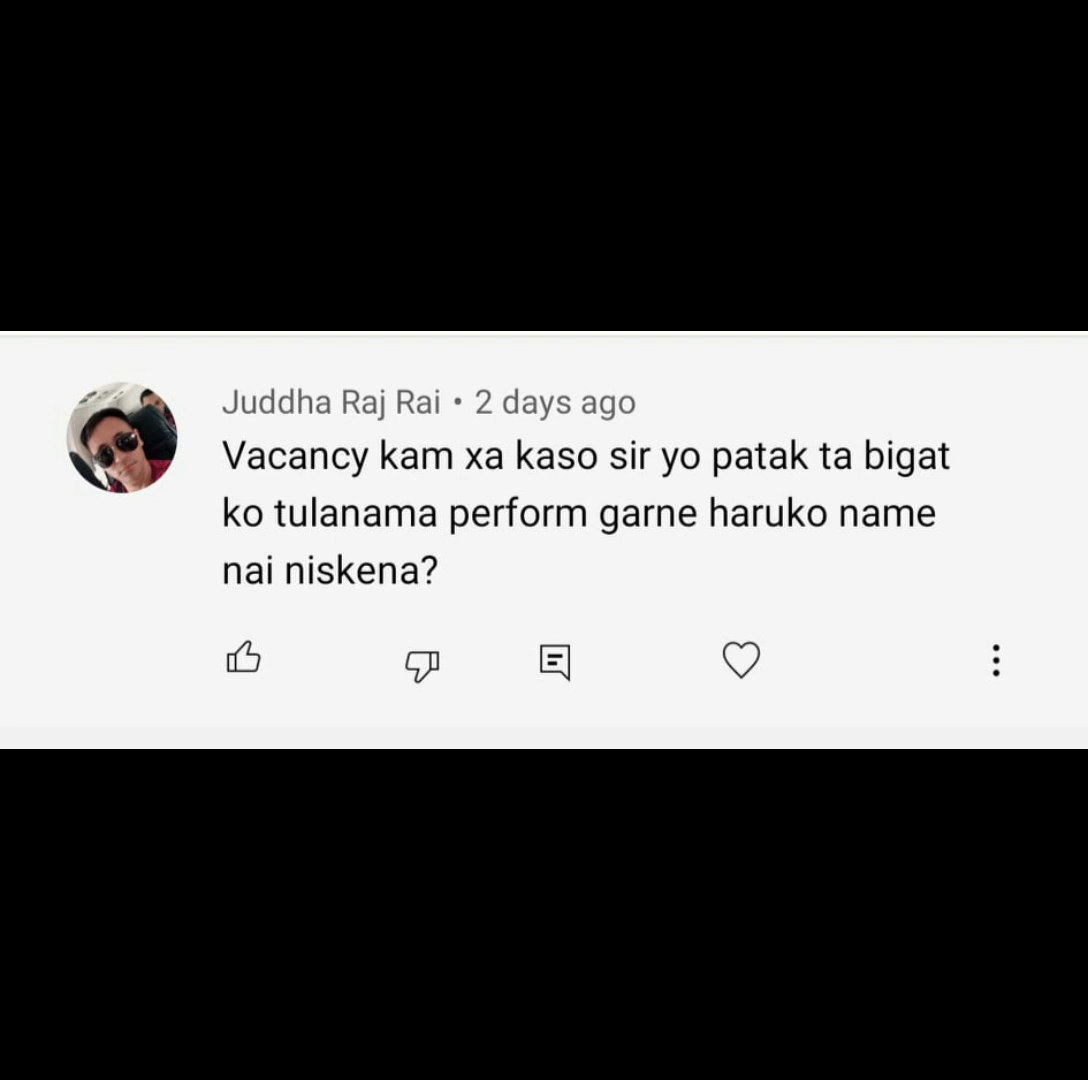 Juddha Raj Rai • 2 days ago
Vacancy kam xa kaso sir yo patak ta bigat
ko tulanama perform garne haruko name
nai niskena?